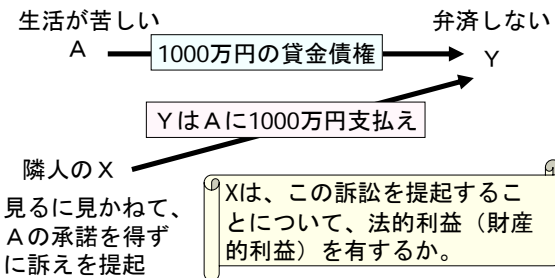 生活が苦しい
弁済しない
A
1000万円の貸金債権
Y
YはAに1000万円支払え
隣人のX
見るに見かねて、
Aの承諾を得ず
に訴えを提起
Xは、この訴訟を提起するこ
とについて、法的利益（財産
的利益）を有するか。